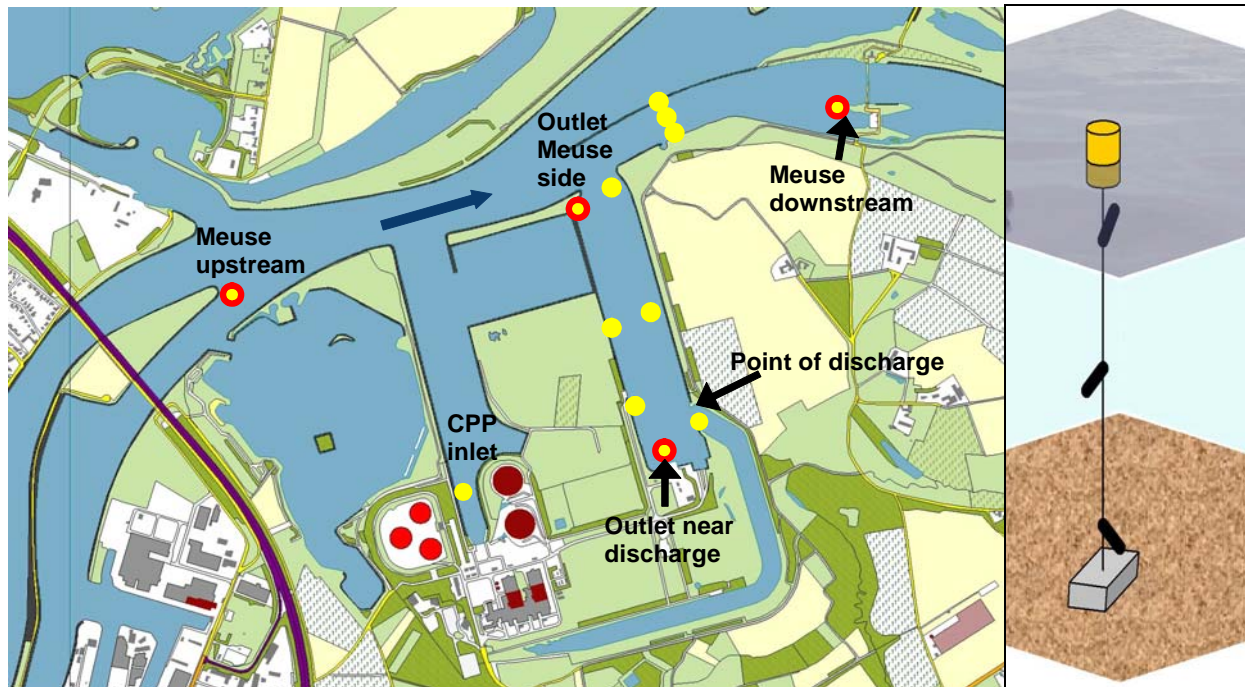 Outlet
Meuse
side
Meuse
downstream
Meuse
upstream
Point of discharge
CPP
inlet
Outlet near
discharge